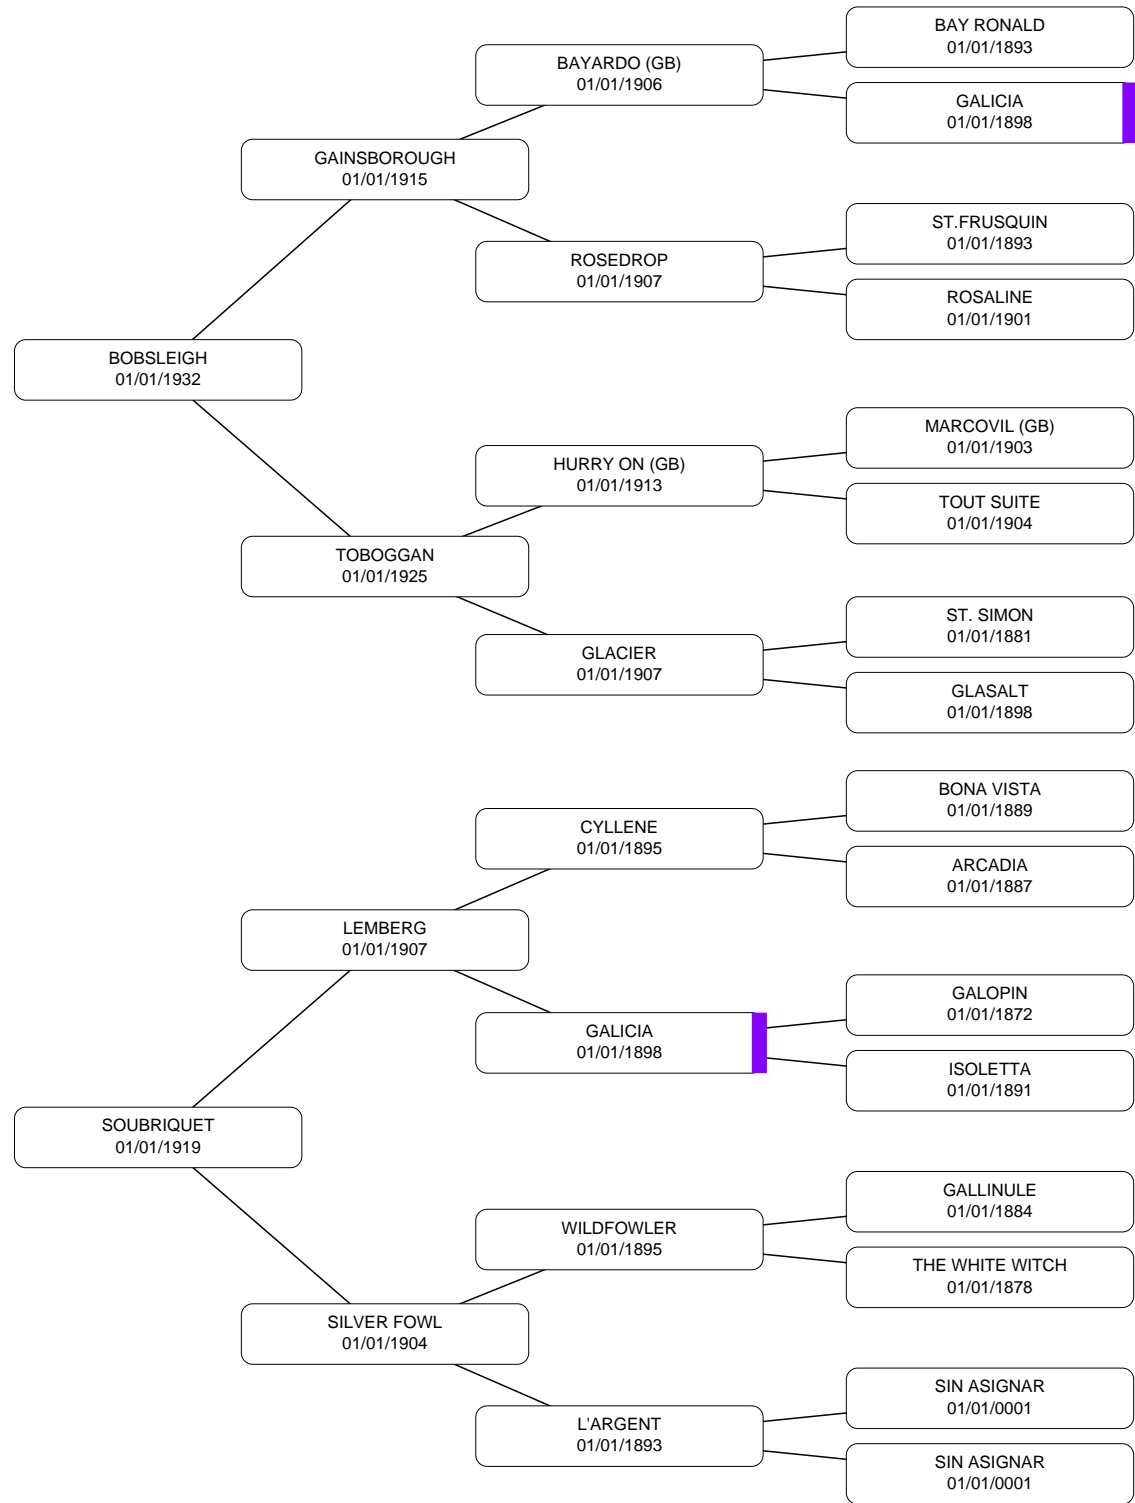 BAY RONALD
01/01/1893
BAYARDO (GB)
01/01/1906
GALICIA
01/01/1898
GAINSBOROUGH
01/01/1915
ST.FRUSQUIN
01/01/1893
ROSEDROP
01/01/1907
ROSALINE
01/01/1901
BOBSLEIGH
01/01/1932
MARCOVIL (GB)
01/01/1903
HURRY ON (GB)
01/01/1913
TOUT SUITE
01/01/1904
TOBOGGAN
01/01/1925
ST. SIMON
01/01/1881
GLACIER
01/01/1907
GLASALT
01/01/1898
BONA VISTA
01/01/1889
CYLLENE
01/01/1895
ARCADIA
01/01/1887
LEMBERG
01/01/1907
GALOPIN
01/01/1872
GALICIA
01/01/1898
ISOLETTA
01/01/1891
SOUBRIQUET
01/01/1919
GALLINULE
01/01/1884
WILDFOWLER
01/01/1895
THE WHITE WITCH
01/01/1878
SILVER FOWL
01/01/1904
SIN ASIGNAR
01/01/0001
L'ARGENT
01/01/1893
SIN ASIGNAR
01/01/0001